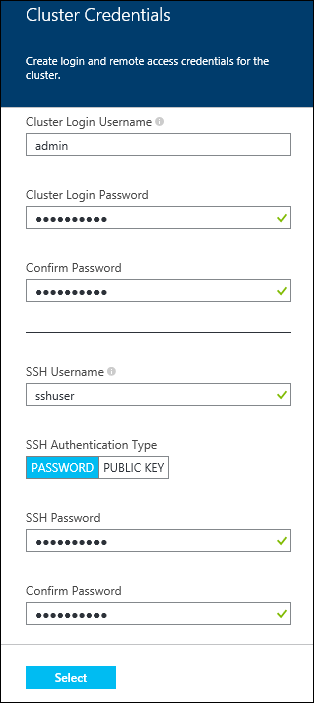 Cluster Credentials
Create login and remote access credentials for the
cluster.
Cluster Login Username
admin
Cluster Login Password
●●●●●●●●●●
Confirm Password
●●●●●●●●●●
SSH Username
sshuser
SSH Authentication Type
PASSWORD PUBLIC KEY
SSH Password
●●●●●●●●●●
Confirm Password
●●●●●●●●●●
Select